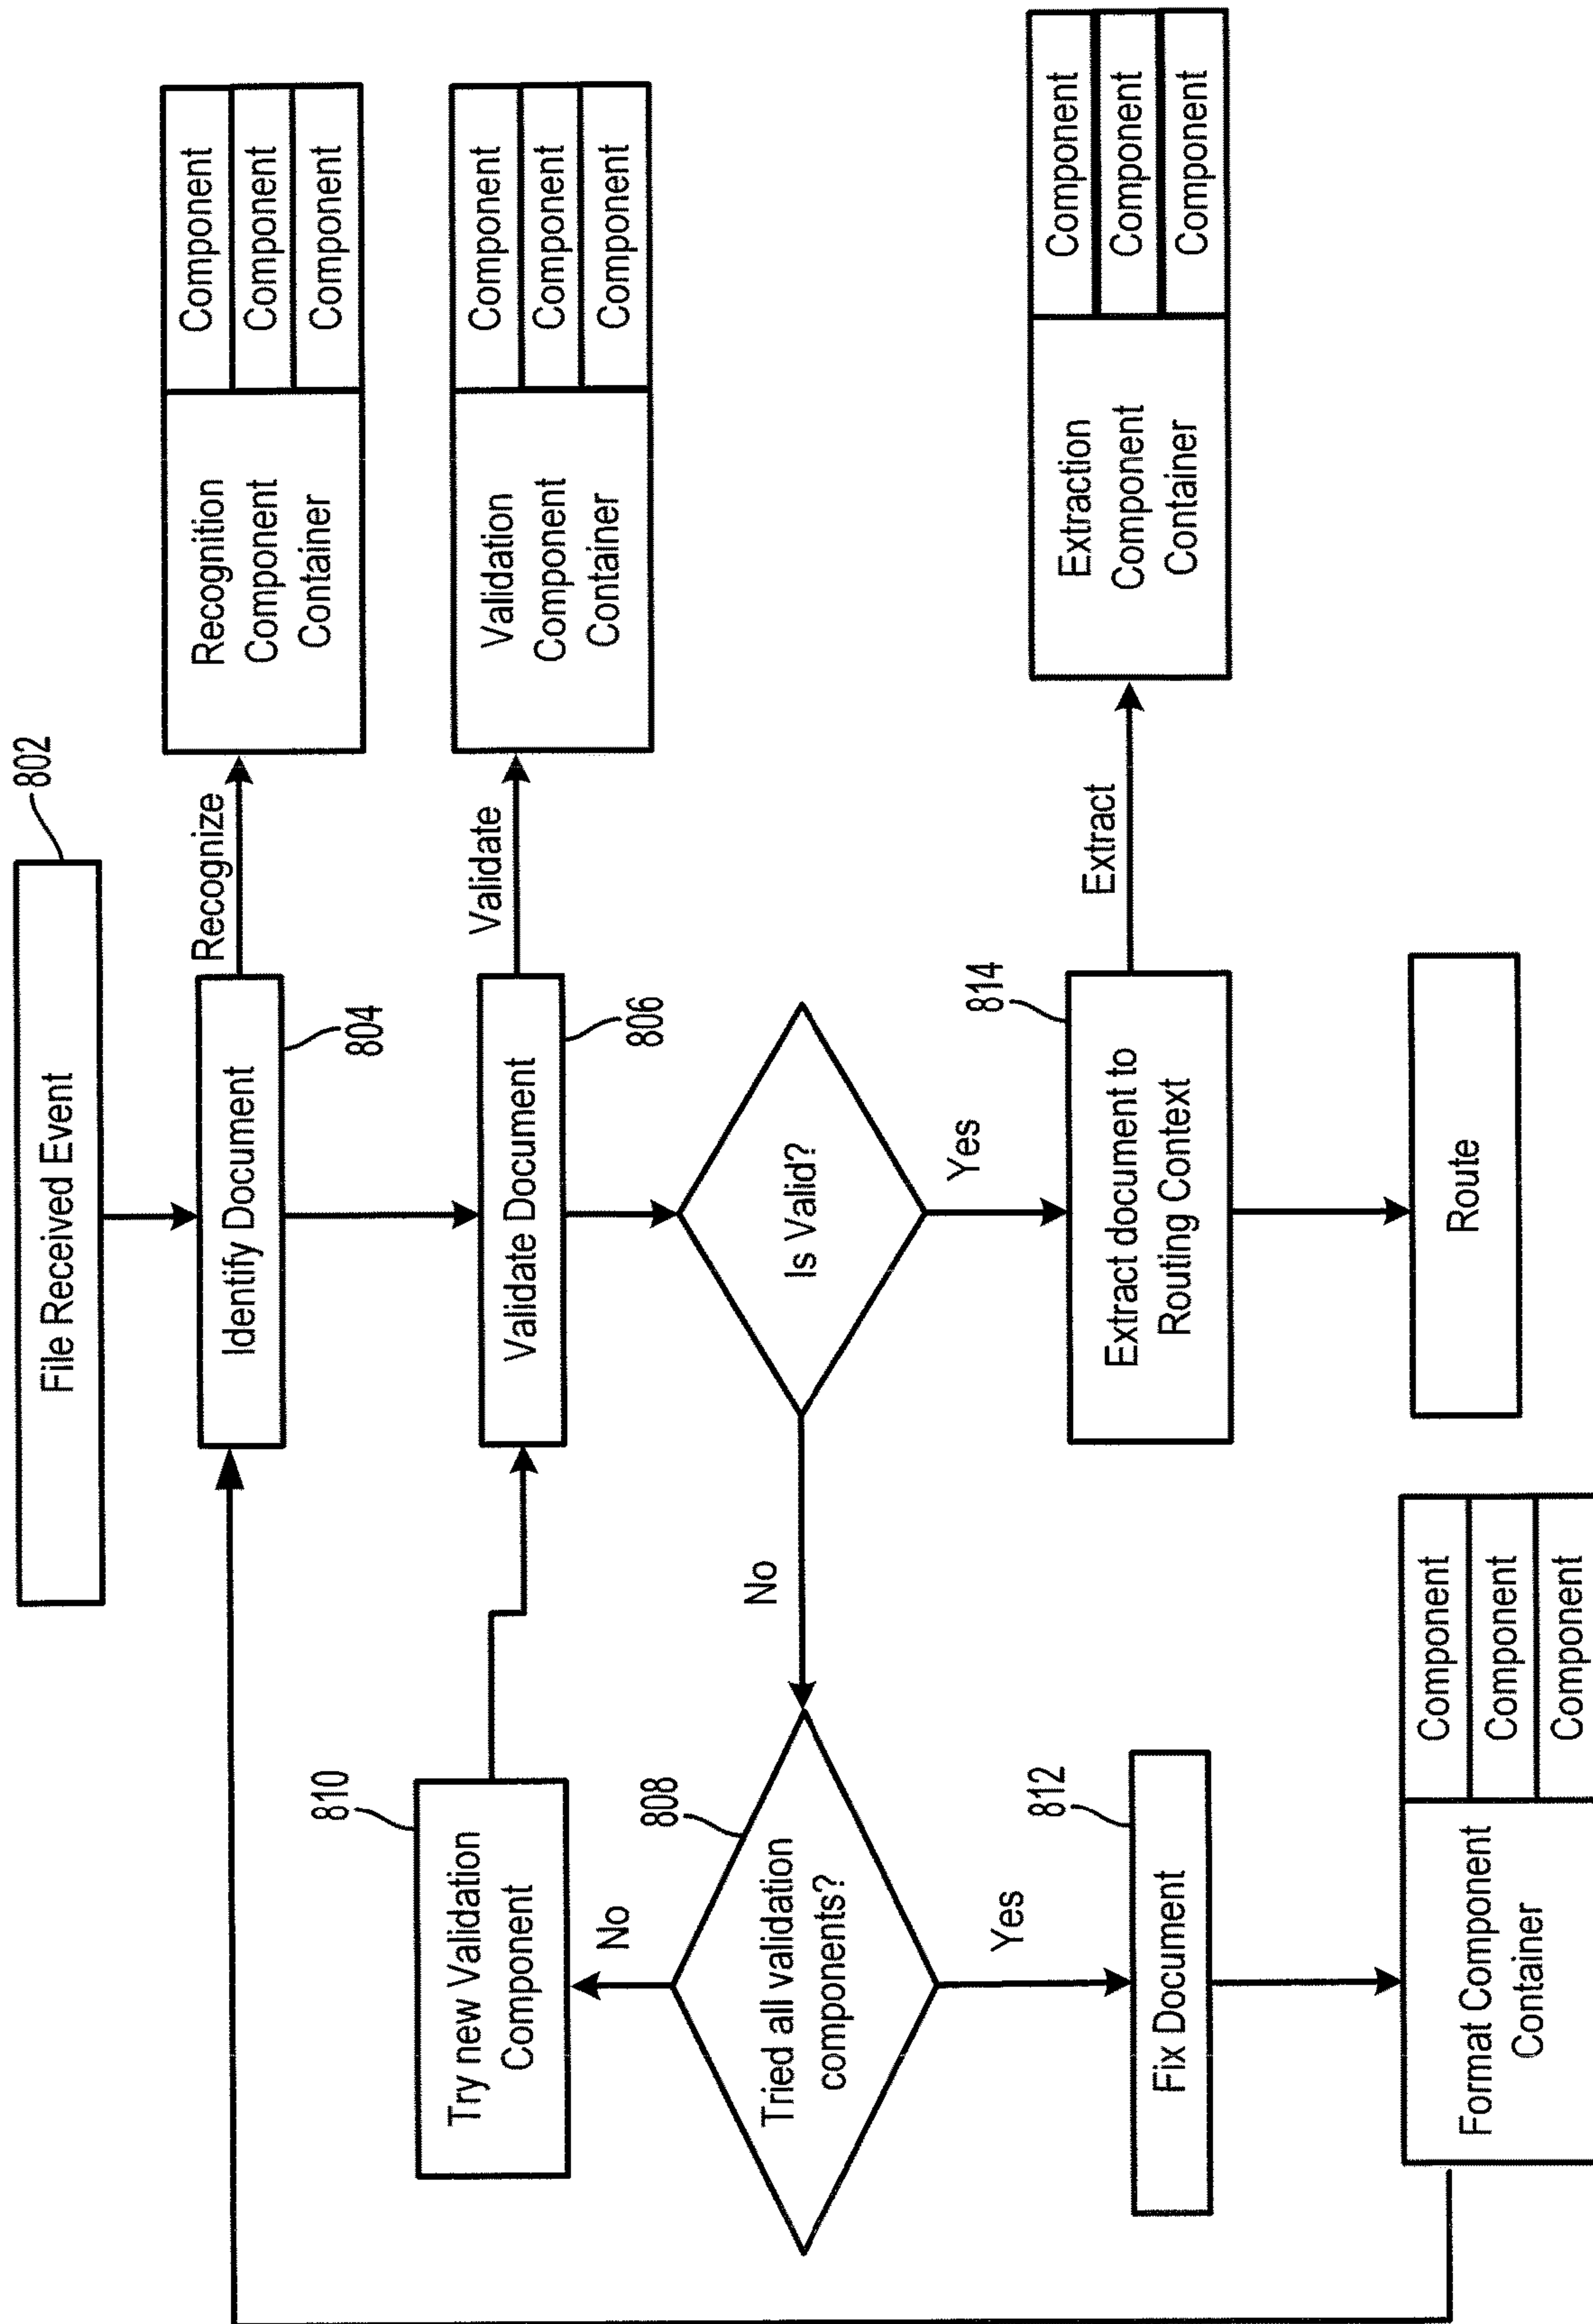 802
File Received Event
Identify Document
804
Recognize
Recognition
Component
Container
Component
Component
Component
810
Try new Validation
Component
Validate Document
806
Validate
Validation
Component
Container
Component
Component
Component
No
808
Tried all validation
components?
No
Is Valid?
Yes
Yes
812
Fix Document
814
Extract document to
Routing Context
Extract
Extraction
Component
Container
Component
Component
Component
Format Component
Container
Component
Component
Component
Route